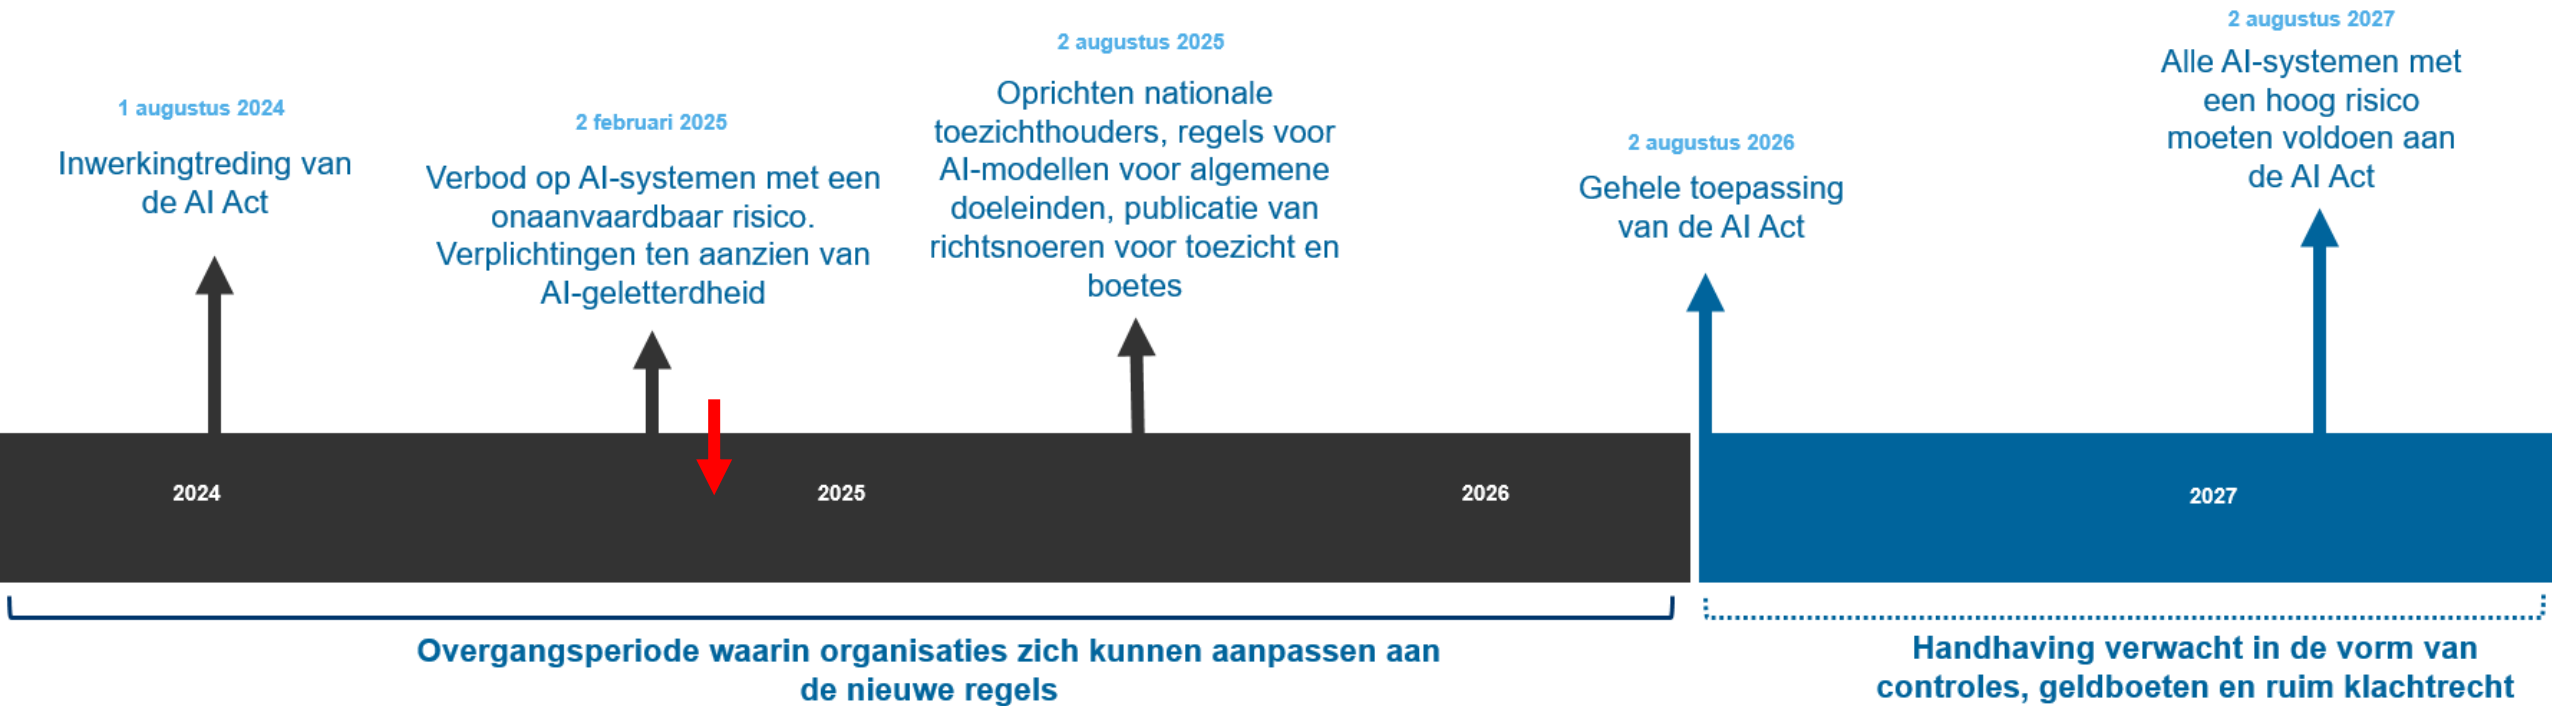 1 augustus 2024
Inwerkingtreding van
de AI Act
2 februari 2025
Verbod op AI-systemen met een
onaanvaardbaar risico.
Verplichtingen ten aanzien van
AI-geletterdheid
2 augustus 2025
Oprichten nationale
toezichthouders, regels voor
AI-modellen voor algemene
doeleinden, publicatie van
richtsnoeren voor toezicht en
boetes
2 augustus 2026
Gehele toepassing
van de AI Act
2 augustus 2027
Alle AI-systemen met
een hoog risico
moeten voldoen aan
de AI Act
2024
2025
2026
2027
Overgangsperiode waarin organisaties zich kunnen aanpassen aan
de nieuwe regels
Handhaving verwacht in de vorm van
controles, geldboeten en ruim klachtrecht